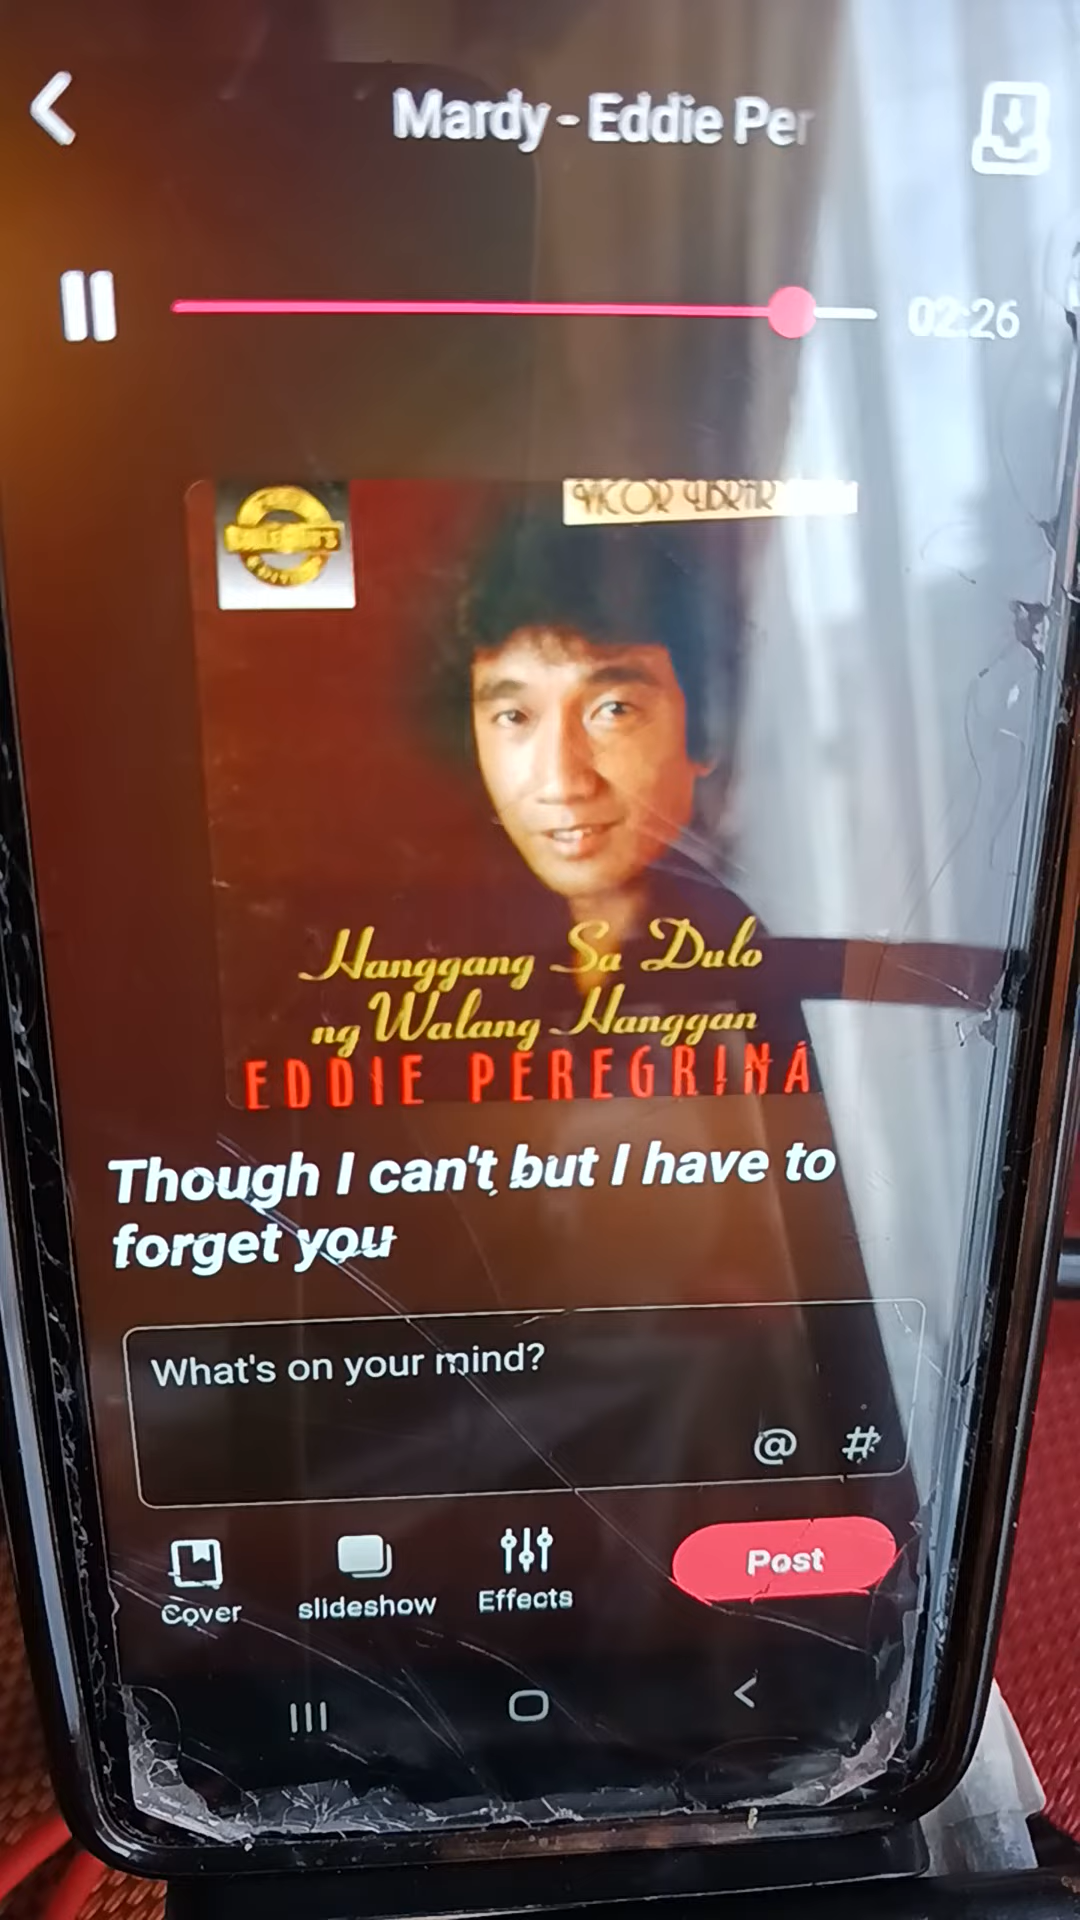 Mardy - Eddie Per
02:26
VICOR
Hanggang Sa Dulo
ng Walang Hanggan
EDDIE PEREGRINA
Though I can't but I have to
forget you
What's on your mind?
@ #
Cover
slideshow
Effects
Post